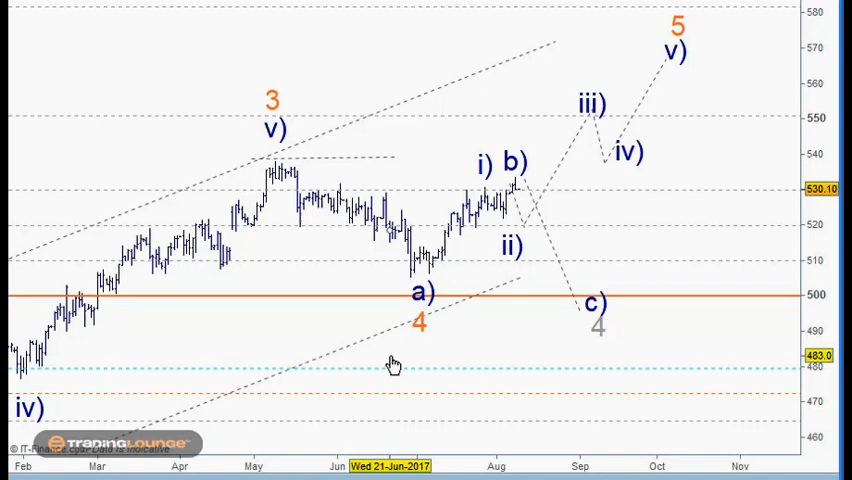 580
5
570
v)
560
3
iii)
550
v)
540
iv)
i) b)
530.10
520
ii)
510
a)
500
c)
4
4
490
483.0
480
470
iv)
460
TRADINGLOUNGE
© IT-Finance.com Data is indicative
Feb Mar Apr May Jun Wed 21-Jun-2017 Aug Sep Oct Nov